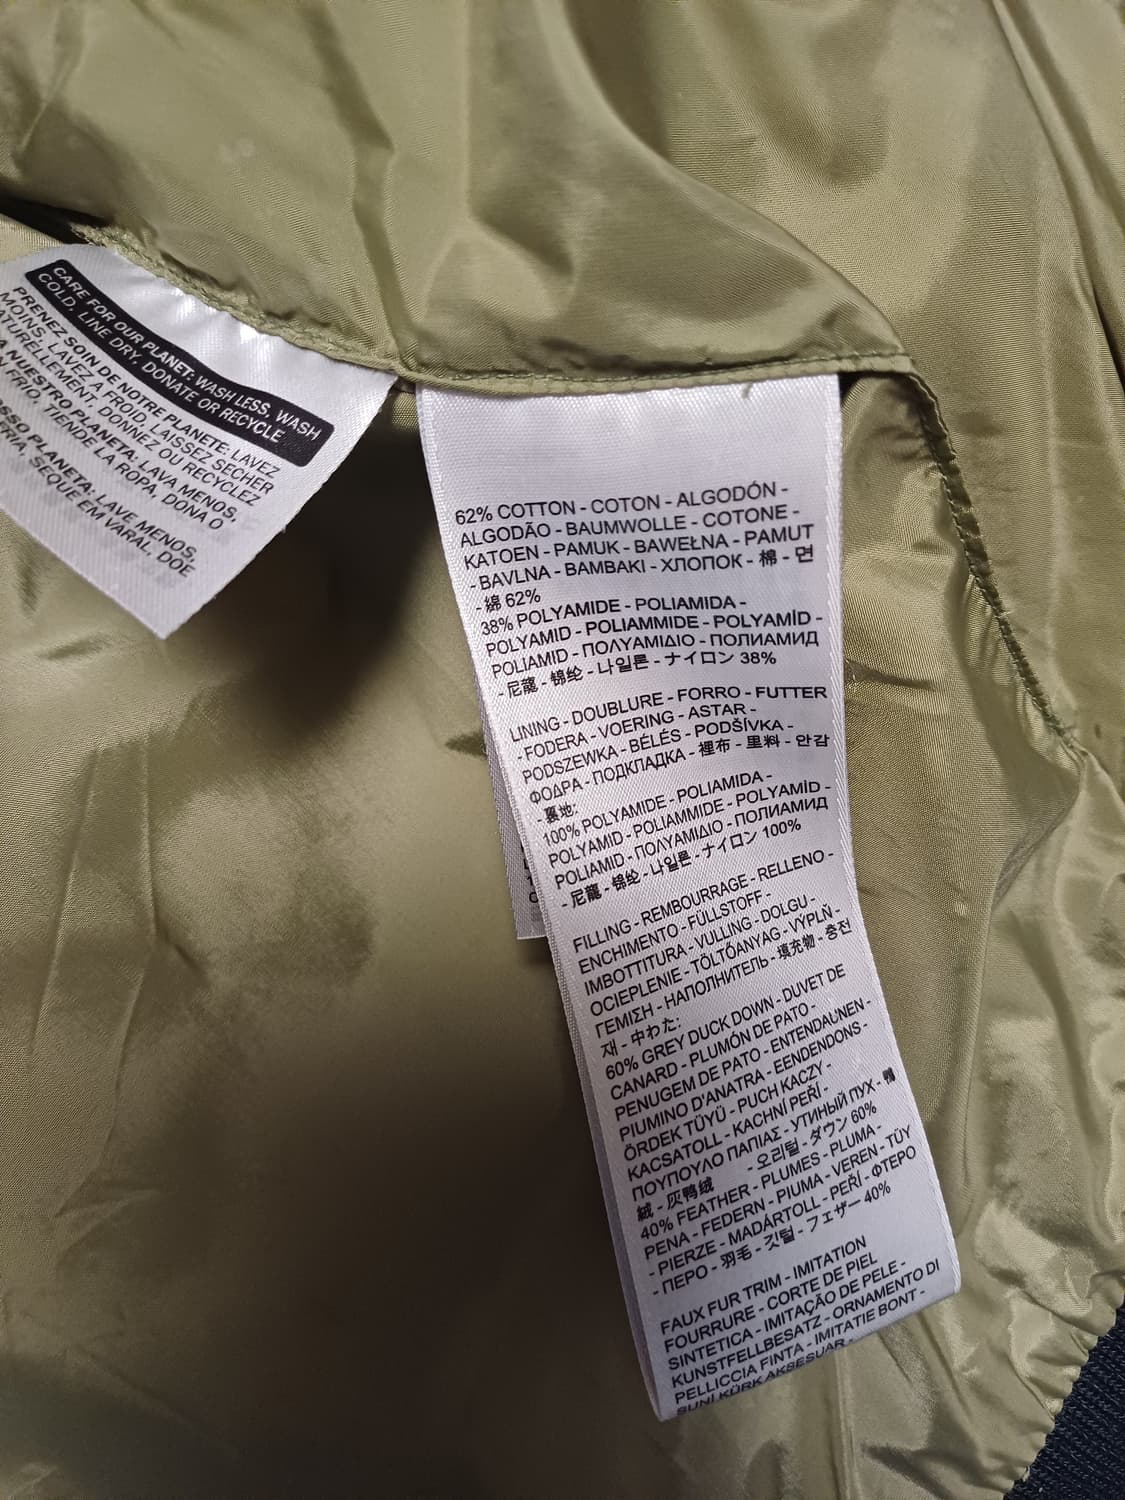 CARE FOR OUR PLANET: WASH LESS, WASH
COLD, LINE DRY, DONATE OR RECYCLE
PRENEZ SOIN DE NOTRE PLANETE: LAVEZ
MOINS, LAVEZ A FROID LAISSEZ SECHER
NATURELLEMENT, DONNEZ OU RECYCLEZ
A NUESTRO PLANETA: LAVA MENOS,
EN FRIO, TIENDE LA ROPA, DONA O
PLANETA: LAVE MENOS,
SEQUE EM VARAL, DOE
62% COTTON - COTON - ALGODÓN -
ALGODÃO - BAUMWOLLE - COTONE -
KATOEN - PAMUK - BAWEŁNA - PAMUT
- BAVLNA - ΒΑΜΒΑΚΙ - ХЛОПОК - 棉 - 면
- 綿 62%
38% POLYAMIDE - POLIAMIDA -
POLYAMID - POLIAMMIDE - POLYAMİD -
POLIAMID - ΠΟΛΥΑΜΙΔΙΟ - ПОЛИАМИД
- 尼龍 - 锦纶 - 나일론 - ナイロン 38%
LINING - DOUBLURE - FORRO - FUTTER
- FODERA - VOERING - ASTAR -
PODSZEWKA - BÉLÉS - PODŠÍVKA -
ΦΟΔΡΑ - ПОДКЛАДКА - 裡布 - 里料 - 안감
- 裏地:
100% POLYAMIDE - POLIAMIDA -
POLYAMID - POLIAMMIDE - POLYAMİD -
POLIAMID - ΠΟΛΥΑΜΙΔΙΟ - ПОЛИАМИД
- 尼龍 - 锦纶 - 나일론 - ナイロン 100%
FILLING - REMBOURRAGE - RELLENO -
ENCHIMENTO - FÜLLSTOFF -
IMBOTTITURA - VULLING - DOLGU -
OCIEPLENIE - TÖLTŐANYAG - VÝPLŇ -
ΓΕΜΙΣΗ - НАПОЛНИТЕЛЬ - 填充物 - 충전
재 - 中わた:
60% GREY DUCK DOWN - DUVET DE
CANARD - PLUMÓN DE PATO -
PENUGEM DE PATO - ENTENDAUNEN -
PIUMINO D'ANATRA - EENDENDONS -
ÖRDEK TÜYÜ - PUCH KACZY -
KACSATOLL - KACHNÍ PEŘÍ -
ΠΟΥΠΟΥΛΟ ΠΑΠΙΑΣ - УТИНЫЙ ПУХ - 鴨
絨 - 灰鸭绒 - 오리털 - ダウン 60%
40% FEATHER - PLUMES - PLUMA -
PENA - FEDERN - PIUMA - VEREN - TÜY
- PIERZE - MADÁRTOLL - PEŘÍ - ΦΤΕΡΟ
- ПЕРО - 羽毛 - 깃털 - フェザー 40%
FAUX FUR TRIM - IMITATION
FOURRURE - CORTE DE PIEL
SINTETICA - IMITAÇÃO DE PELE -
KUNSTFELLBESATZ - ORNAMENTO DI
PELLICCIA FINTA - IMITATIE BONT -
SUNİ KÜRK AKSESUAR -